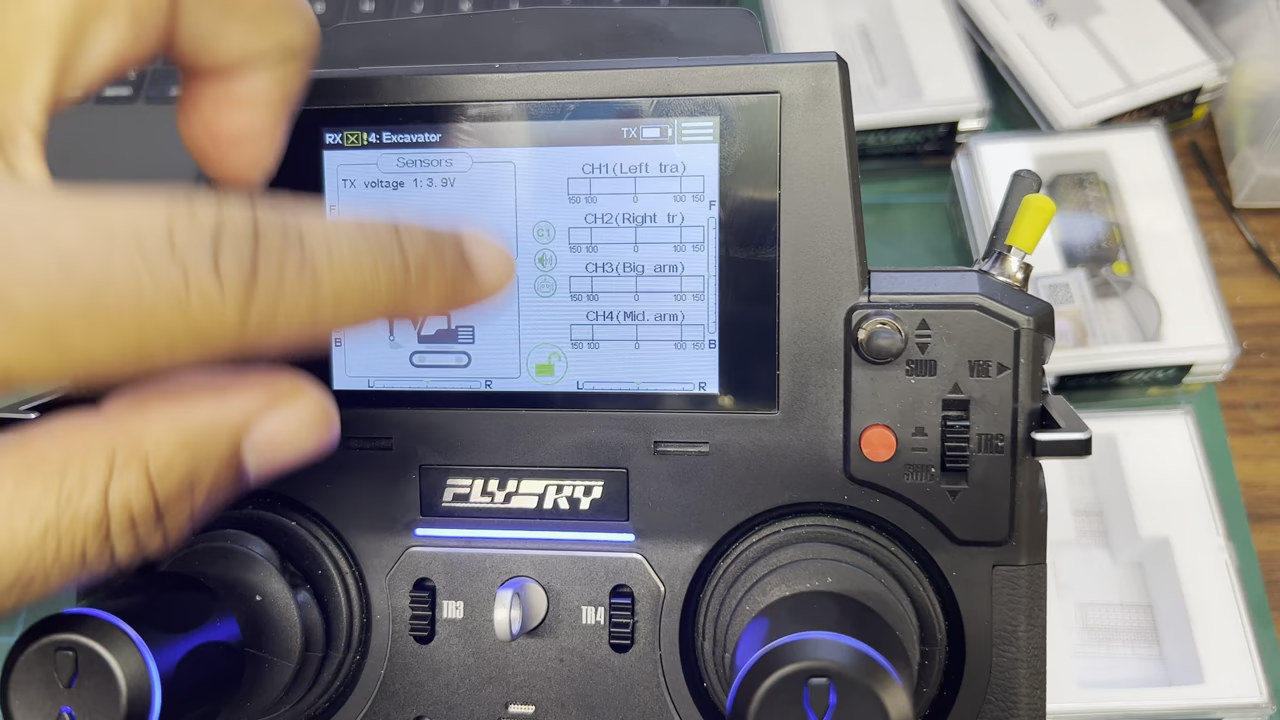 RX 4: Excavator TX
Sensors
TX voltage 1:3.9V
CH1(Left tra)
150 100 0 100 150
CH2(Right tr)
150 100 0 100 150
CH3(Big arm)
150 100 0 100 150
CH4(Mid.arm)
150 100 0 100 150
F
F
C1
B
B
L R
L R
SWD
VRE
TR2
FLYSKY
TR3
TR4